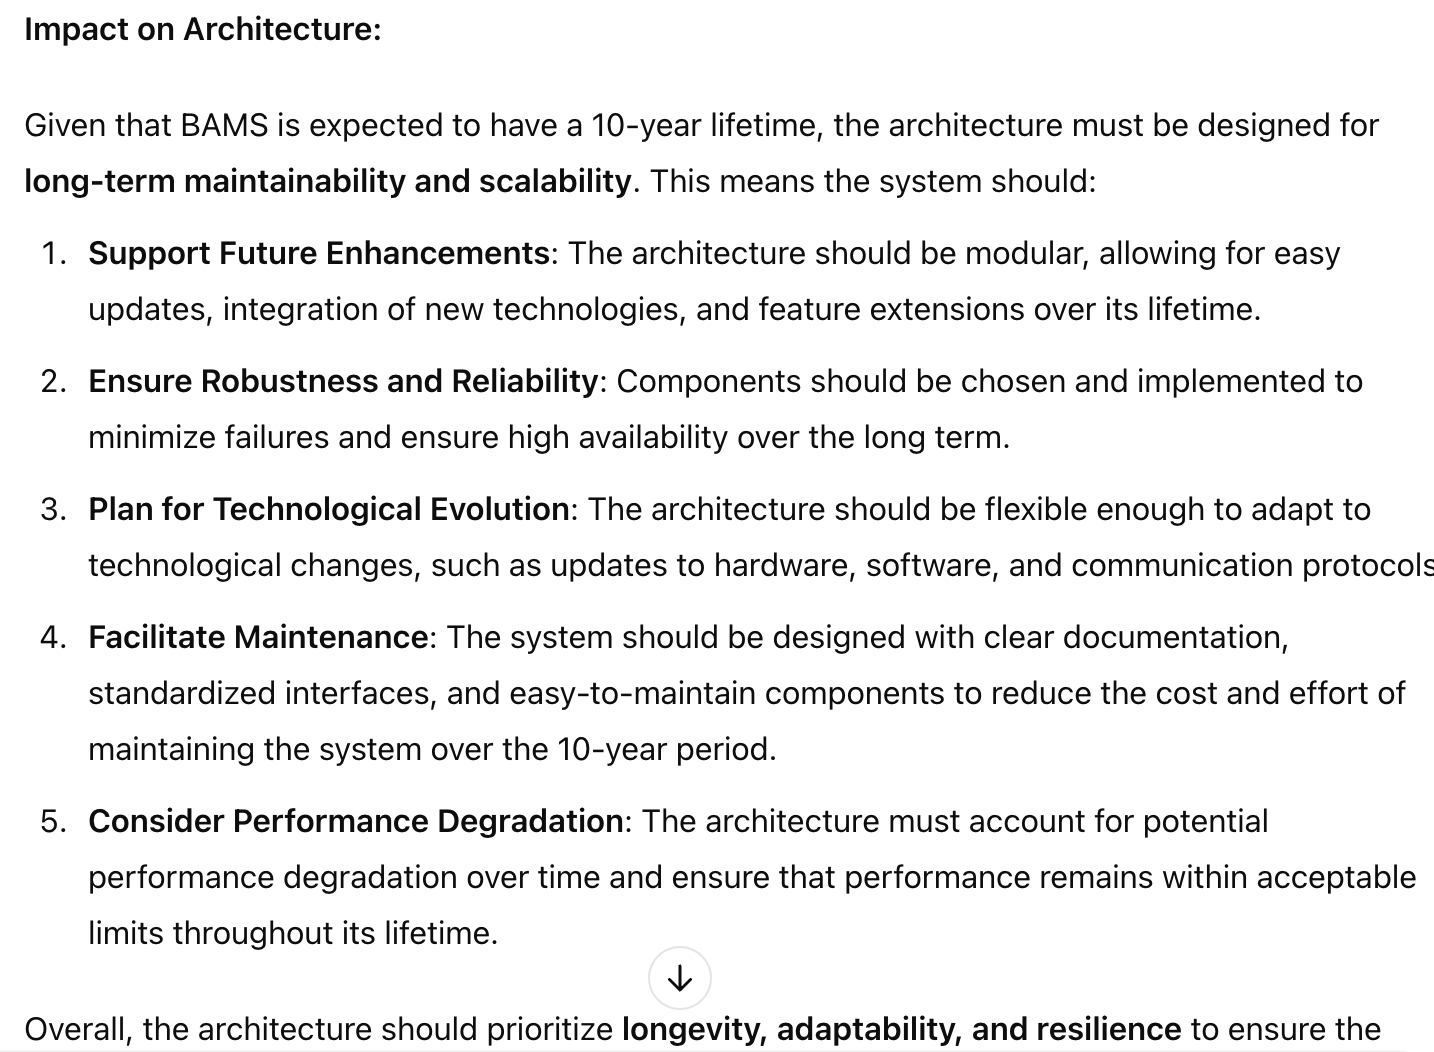 Impact on Architecture:
Given that BAMS is expected to have a 10-year lifetime, the architecture must be designed for
long-term maintainability and scalability. This means the system should:
1. Support Future Enhancements: The architecture should be modular, allowing for easy
updates, integration of new technologies, and feature extensions over its lifetime.
2. Ensure Robustness and Reliability: Components should be chosen and implemented to
minimize failures and ensure high availability over the long term.
3. Plan for Technological Evolution: The architecture should be flexible enough to adapt to
technological changes, such as updates to hardware, software, and communication protocols
4. Facilitate Maintenance: The system should be designed with clear documentation,
standardized interfaces, and easy-to-maintain components to reduce the cost and effort of
maintaining the system over the 10-year period.
5. Consider Performance Degradation: The architecture must account for potential
performance degradation over time and ensure that performance remains within acceptable
limits throughout its lifetime.
Overall, the architecture should prioritize longevity, adaptability, and resilience to ensure the